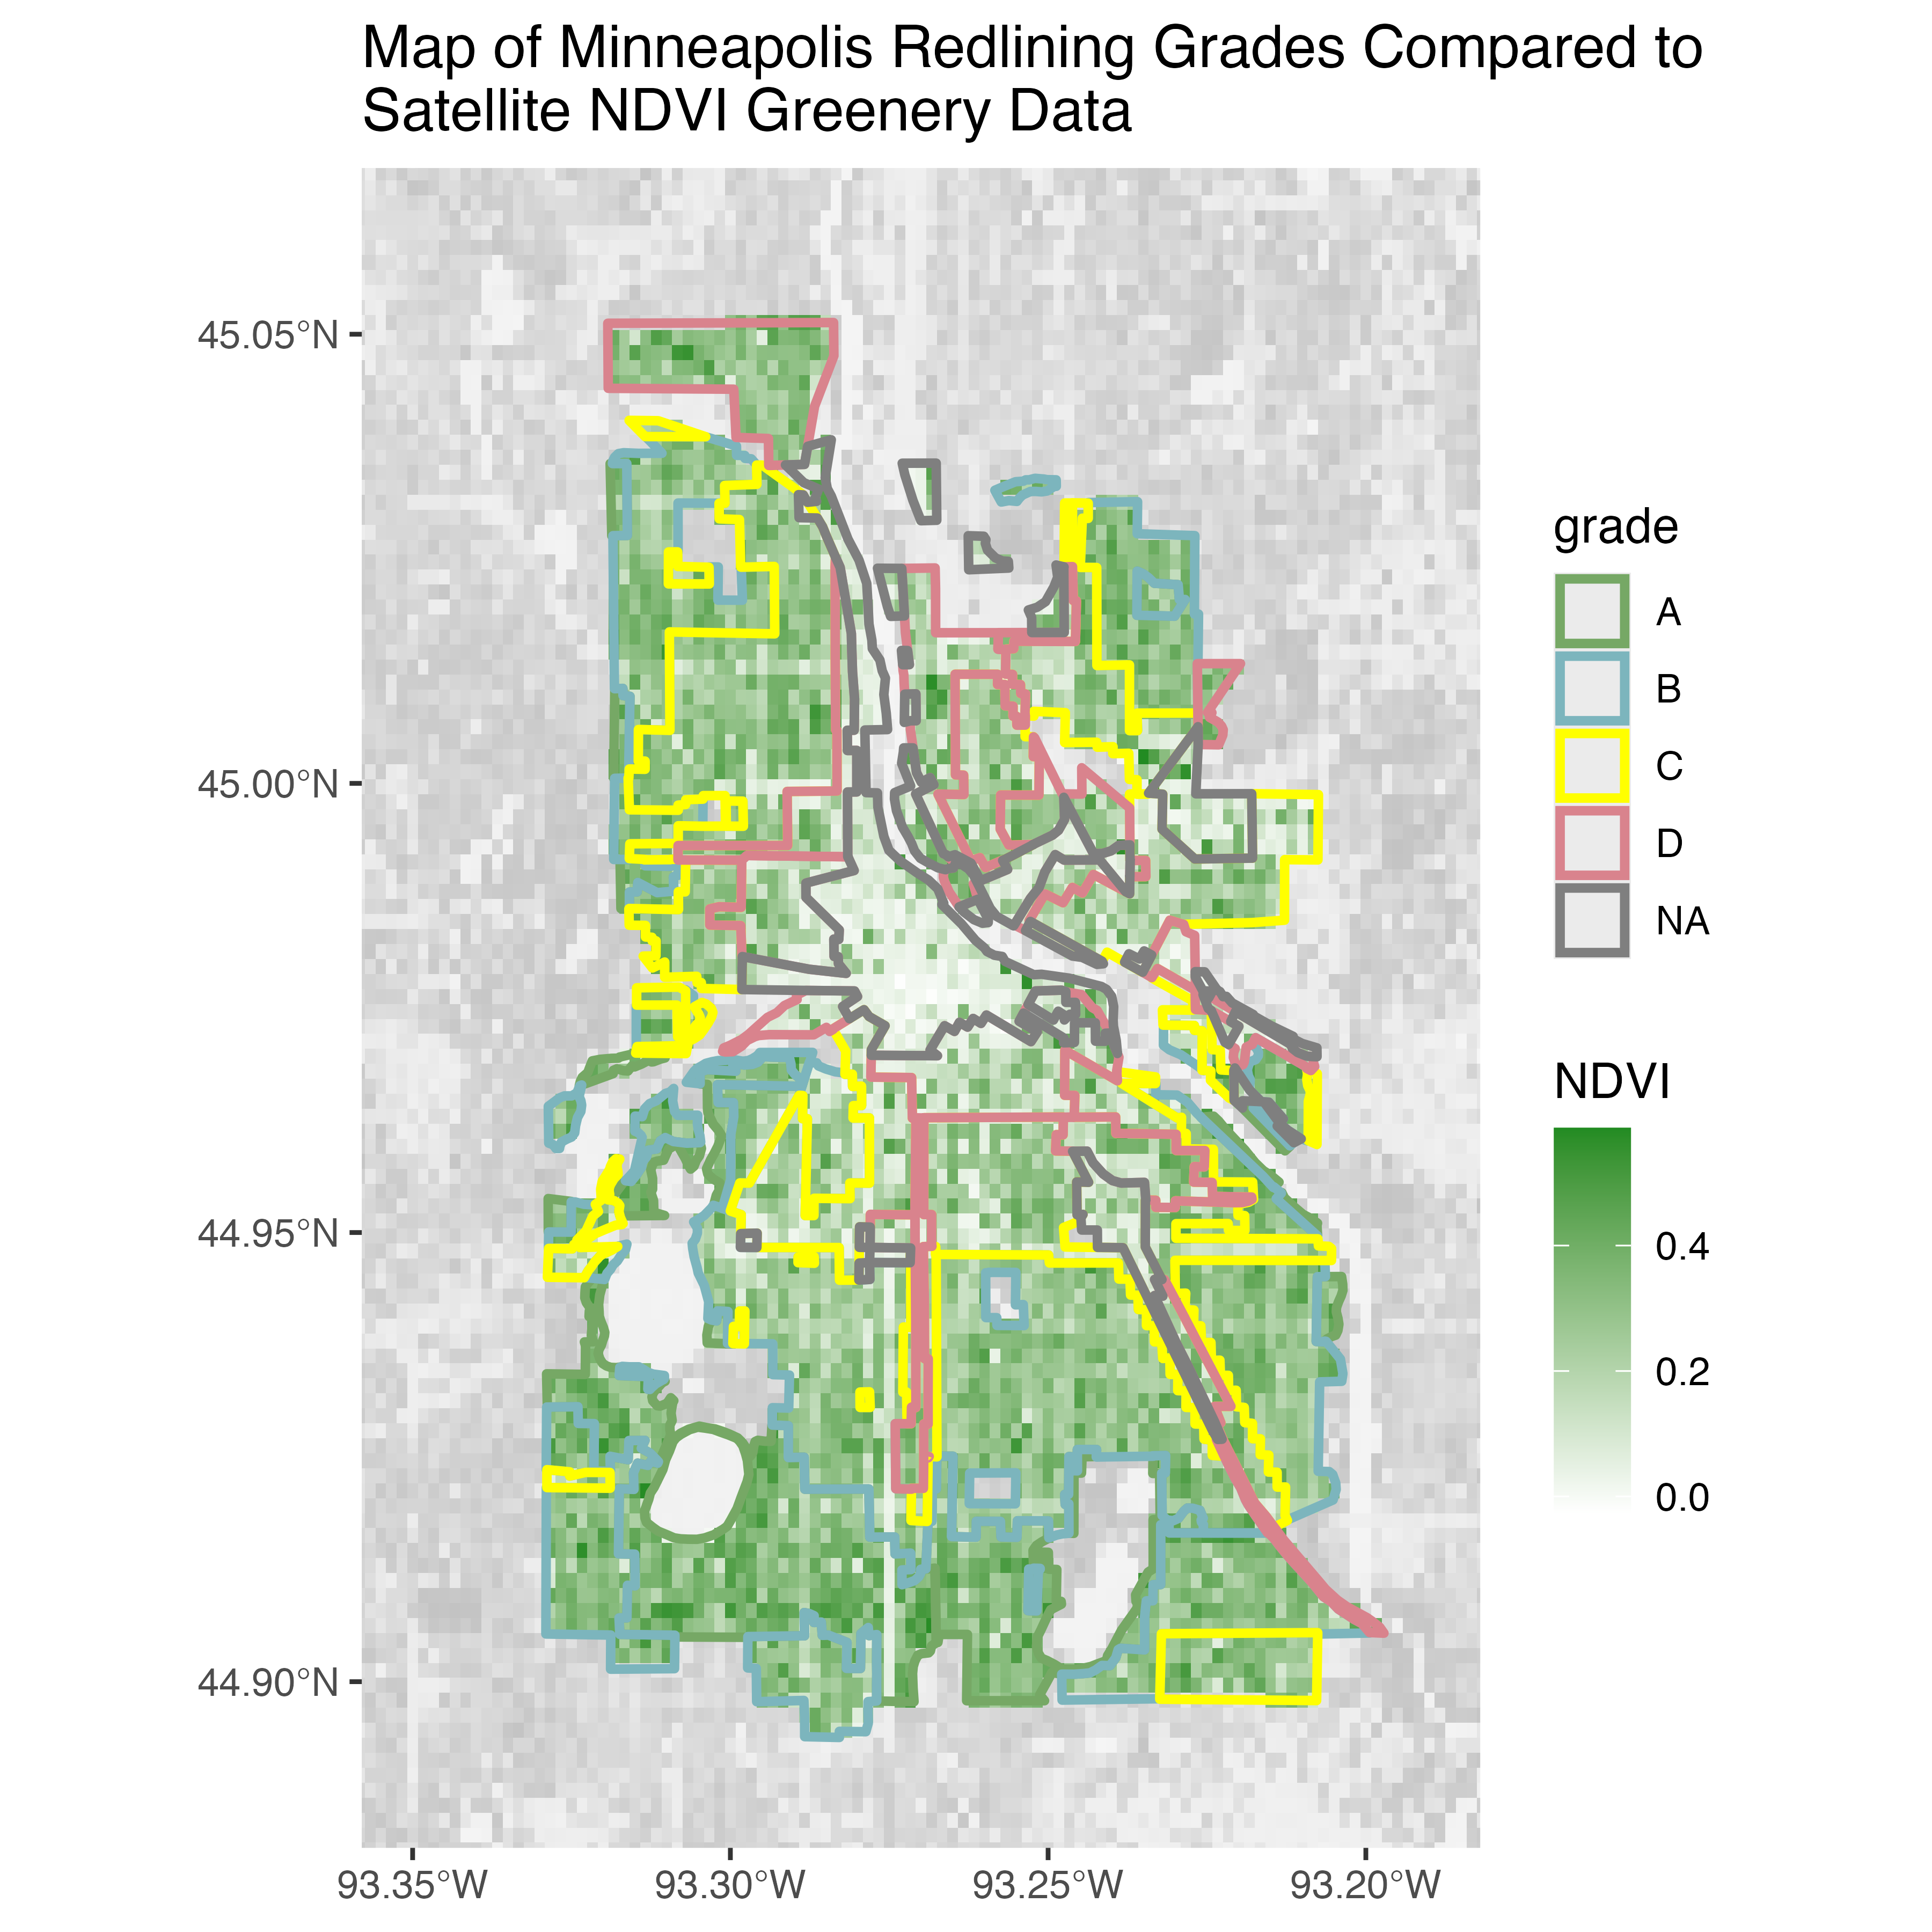 Map of Minneapolis Redlining Grades Compared to
Satellite NDVI Greenery Data
45.05°N
45.00°N
44.95°N
44.90°N
93.35°W
93.30°W
93.25°W
93.20°W
grade
A
B
C
D
NA
NDVI
0.4
0.2
0.0